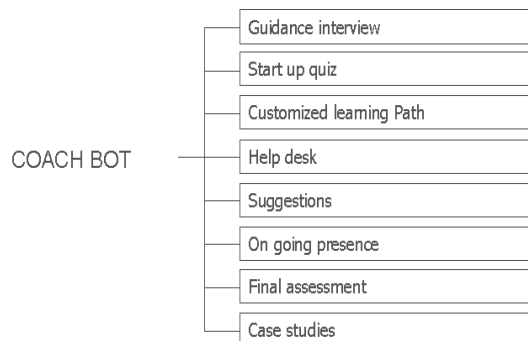 COACH BOT
Guidance interview
Start up quiz
Customized learning Path
Help desk
Suggestions
On going presence
Final assessment
Case studies